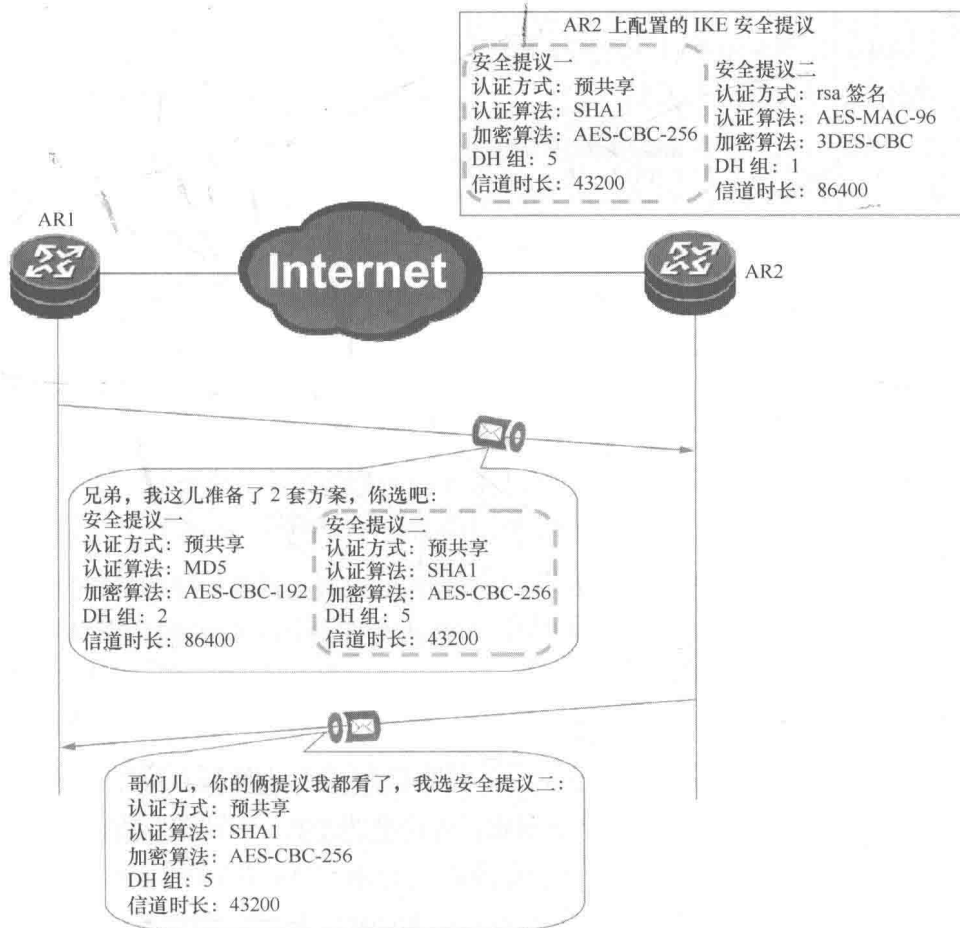 AR2 上配置的 IKE 安全提议
安全提议一
认证方式：预共享
认证算法：SHA1
加密算法：AES-CBC-256
DH 组：5
信道时长：43200
安全提议二
认证方式：rsa 签名
认证算法：AES-MAC-96
加密算法：3DES-CBC
DH 组：1
信道时长：86400
AR1
Internet
AR2
兄弟，我这儿准备了 2 套方案，你选吧：
安全提议一
认证方式：预共享
认证算法：MD5
加密算法：AES-CBC-192
DH 组：2
信道时长：86400
安全提议二
认证方式：预共享
认证算法：SHA1
加密算法：AES-CBC-256
DH 组：5
信道时长：43200
哥们儿，你的俩提议我都看了，我选安全提议二：
认证方式：预共享
认证算法：SHA1
加密算法：AES-CBC-256
DH 组：5
信道时长：43200